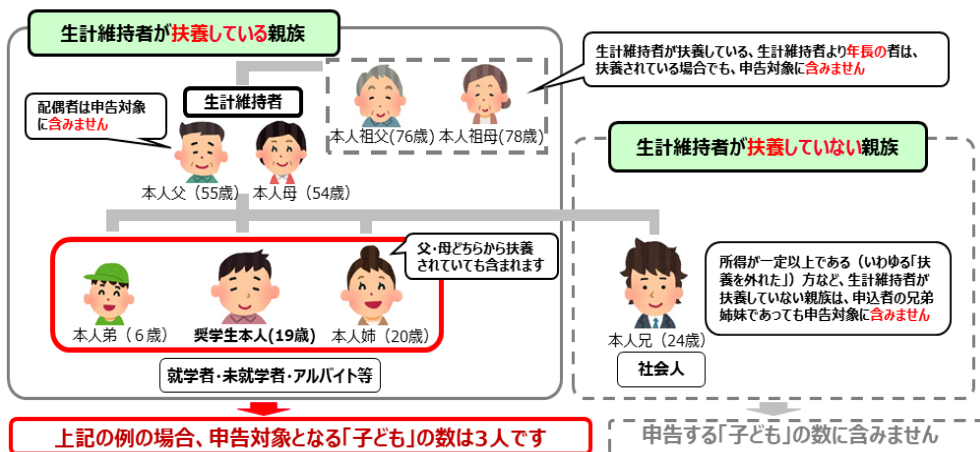 生計維持者が扶養している親族
生計維持者が扶養している、生計維持者より年長の者は、
扶養されている場合でも、申告対象に含みません
配偶者は申告対象
に含みません
生計維持者
本人祖父(76歳)
本人祖母(78歳)
本人父（55歳）
本人母（54歳）
生計維持者が扶養していない親族
父・母どちらから扶養
されていても含まれます
本人弟（６歳）
奨学生本人(19歳)
本人姉（20歳）
就学者・未就学者・アルバイト等
所得が一定以上である（いわゆる「扶
養を外れた」）方など、生計維持者が
扶養していない親族は、申込者の兄弟
姉妹であっても申告対象に含みません
本人兄（24歳）
社会人
上記の例の場合、申告対象となる「子ども」の数は３人です
申告する「子ども」の数に含みません